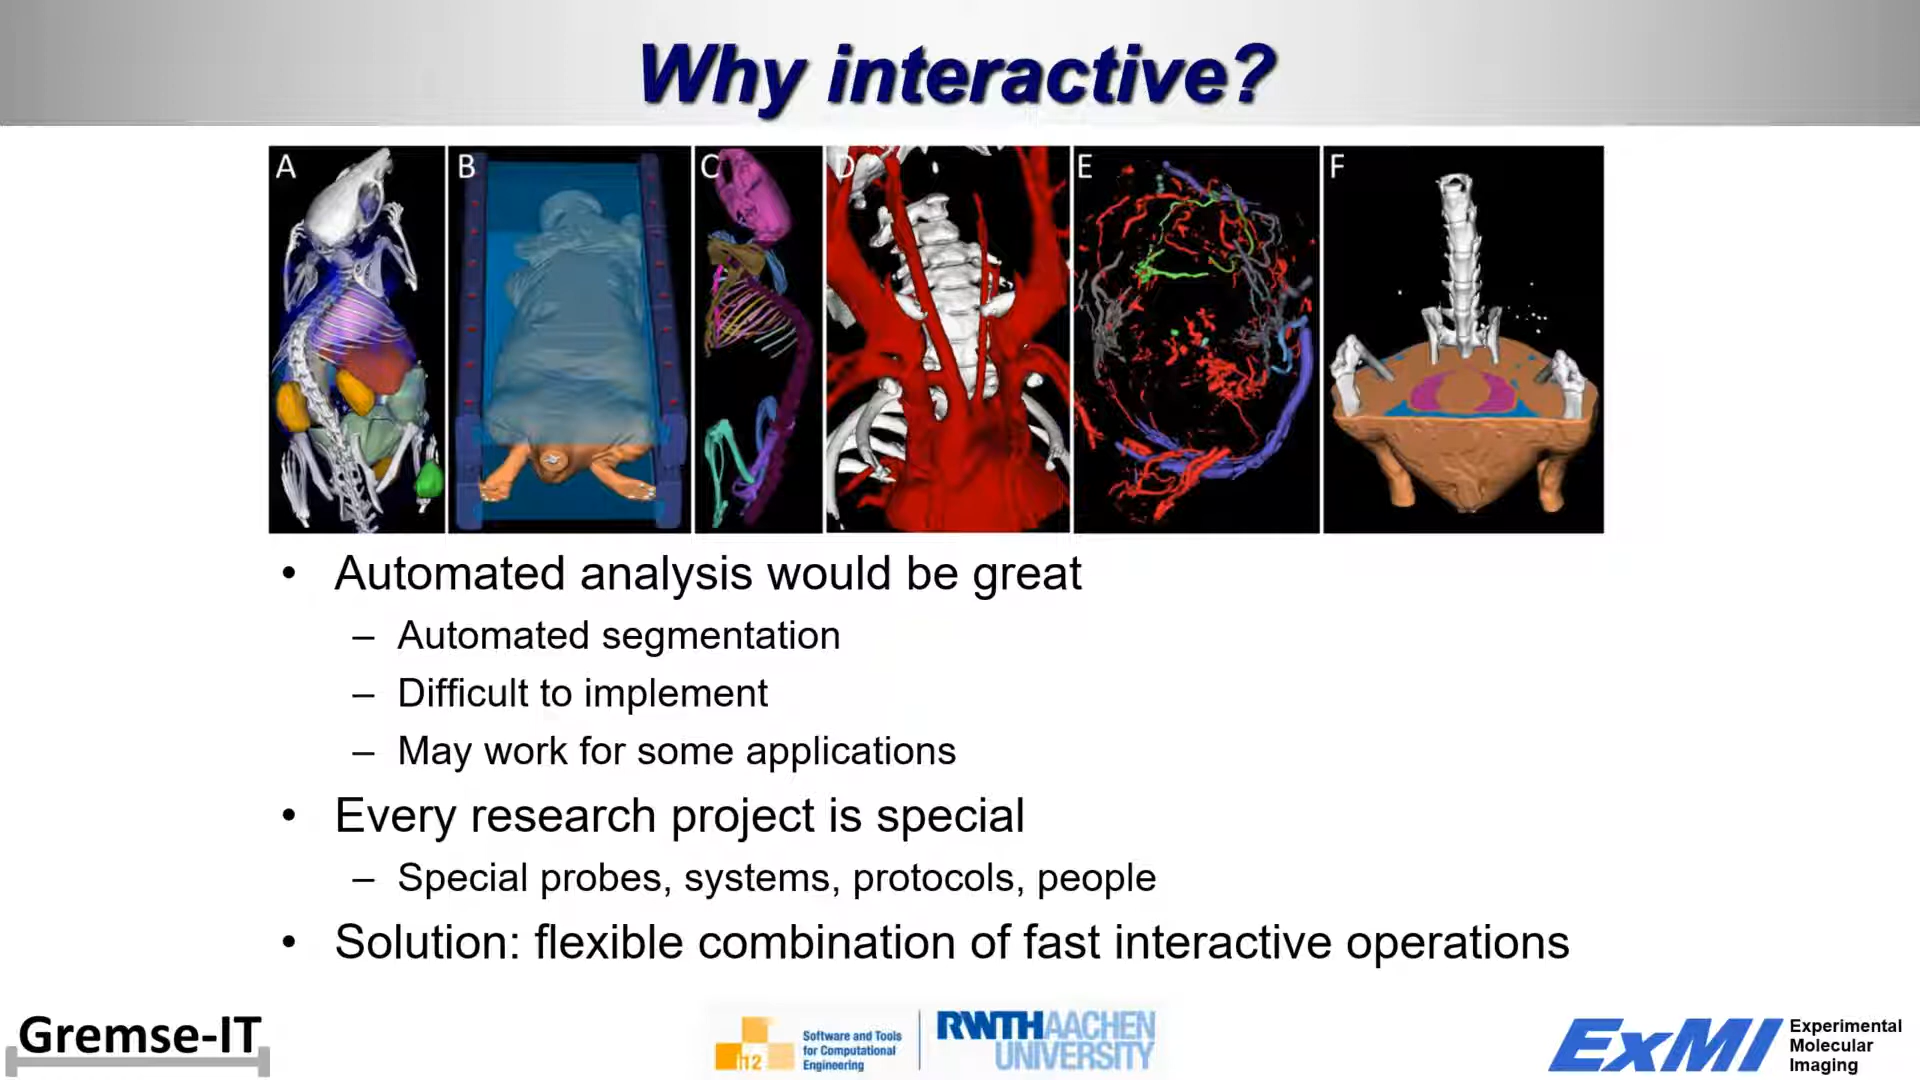 Why interactive?
A B C D E F
• Automated analysis would be great
– Automated segmentation
– Difficult to implement
– May work for some applications
• Every research project is special
– Special probes, systems, protocols, people
• Solution: flexible combination of fast interactive operations
Gremse-IT
i12
Software and Tools
for Computational
Engineering
RWTHAACHEN
UNIVERSITY
ExMI
Experimental
Molecular
Imaging